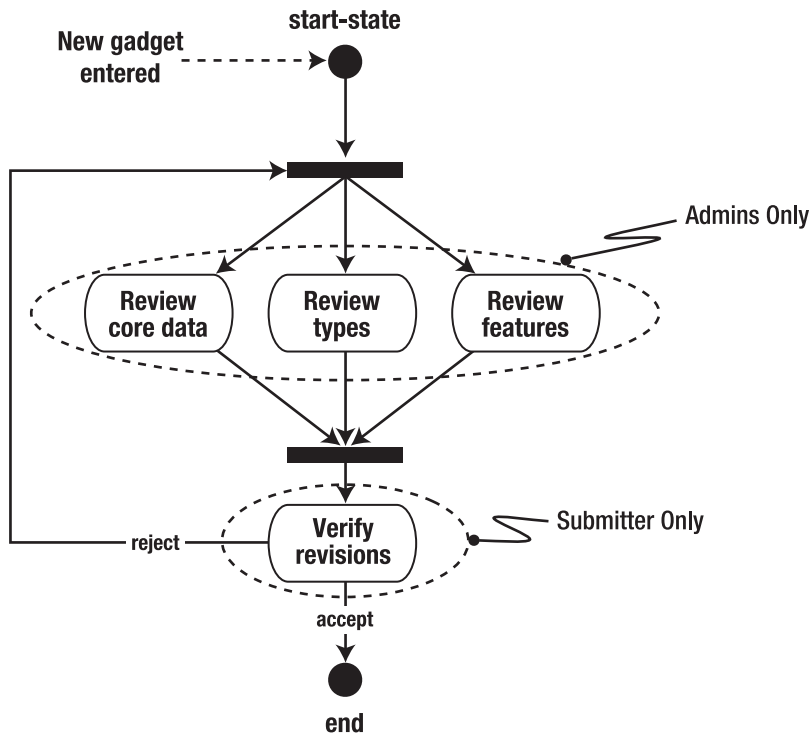 start-state
New gadget
entered
Admins Only
Review
core data
Review
types
Review
features
Submitter Only
Verify
revisions
reject
accept
end